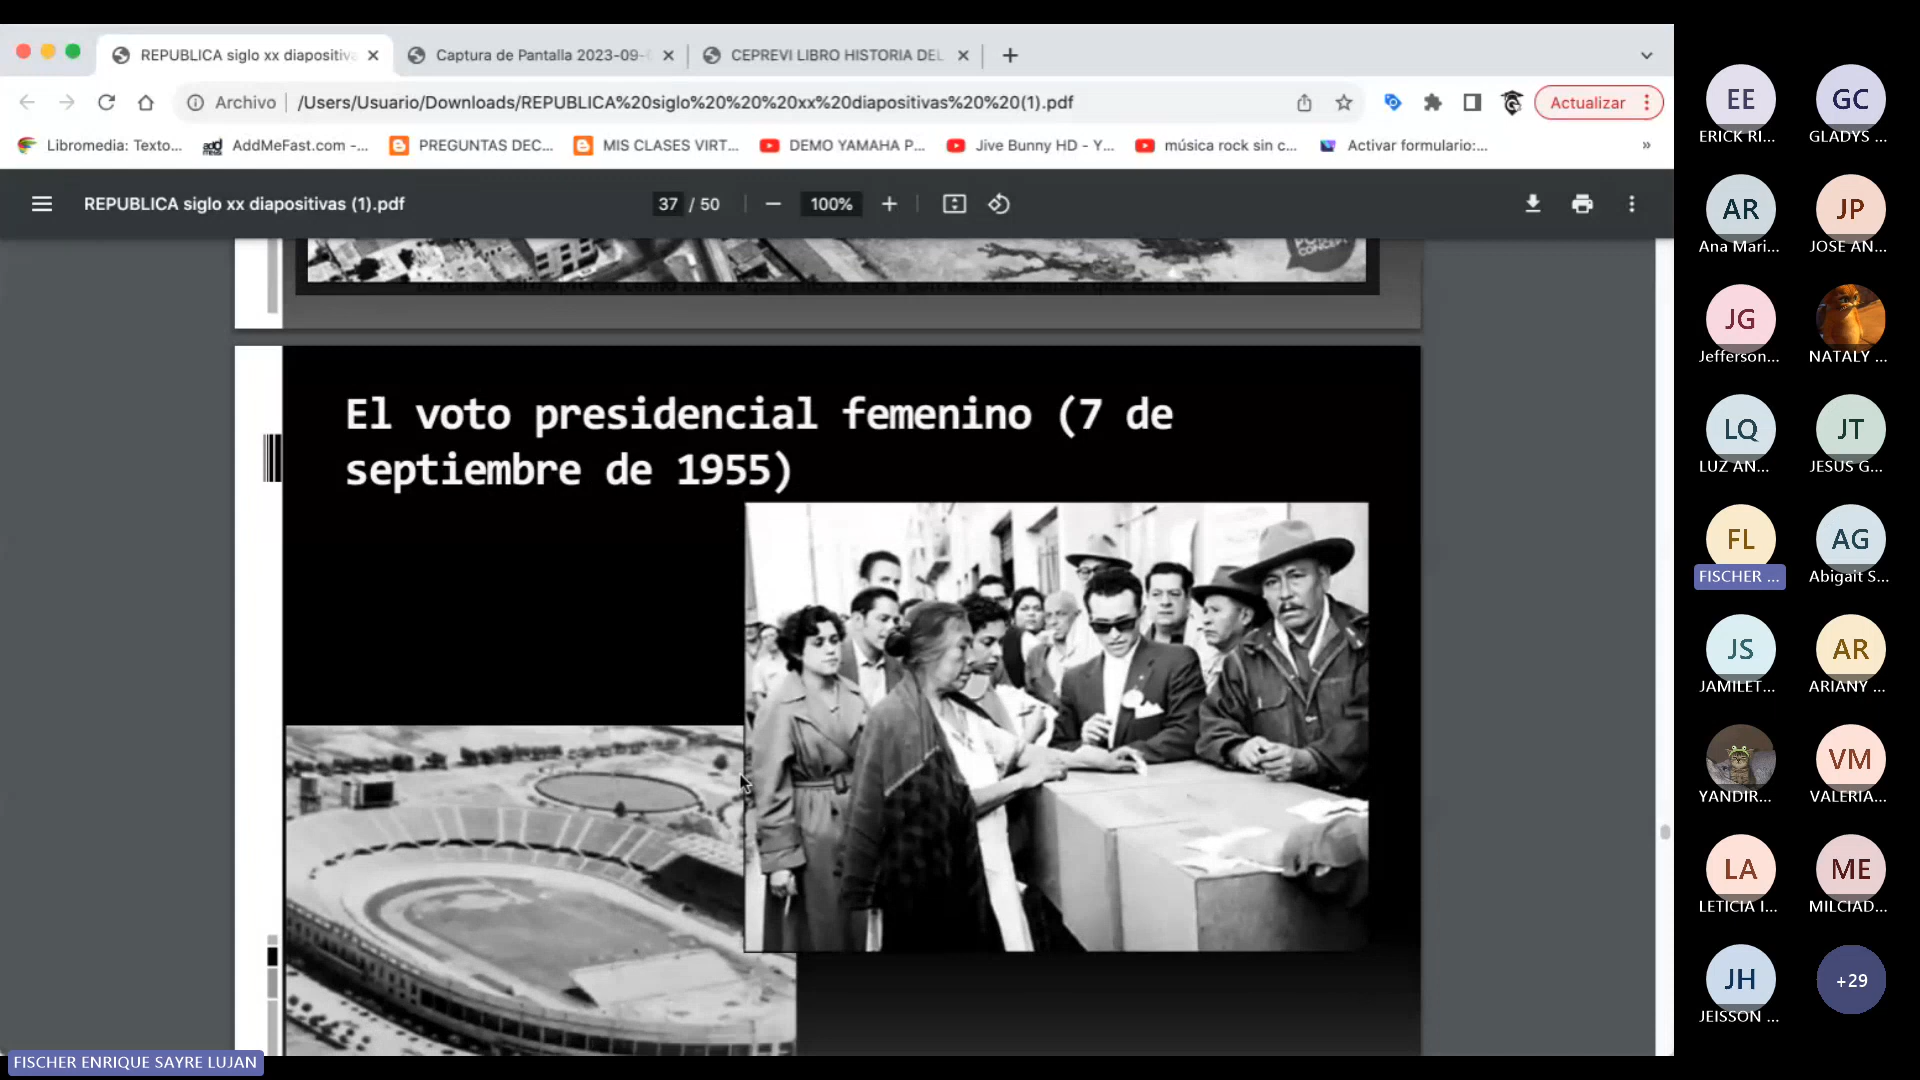 REPUBLICA siglo xx diapositiva
Captura de Pantalla 2023-09-
CEPREVI LIBRO HISTORIA DEL
Archivo
/Users/Usuario/Downloads/REPUBLICA%20siglo%20%20%20xx%20diapositivas%20%20(1).pdf
Actualizar
Libromedia: Texto...
AddMeFast.com -...
PREGUNTAS DEC...
MIS CLASES VIRT...
DEMO YAMAHA P...
Jive Bunny HD - Y...
música rock sin c...
Activar formulario:...
»
REPUBLICA siglo xx diapositivas (1).pdf
37 / 50
100%
CONCEPT
El voto presidencial femenino (7 de
septiembre de 1955)
EE
ERICK RI...
GC
GLADYS ...
AR
Ana Mari...
JP
JOSE AN...
JG
Jefferson...
NATALY ...
LQ
LUZ AN...
JT
JESUS G...
FL
FISCHER ...
AG
Abigait S...
JS
JAMILET...
AR
ARIANY ...
YANDIR...
VM
VALERIA...
LA
LETICIA I...
ME
MILCIAD...
JH
JEISSON ...
+29
FISCHER ENRIQUE SAYRE LUJAN